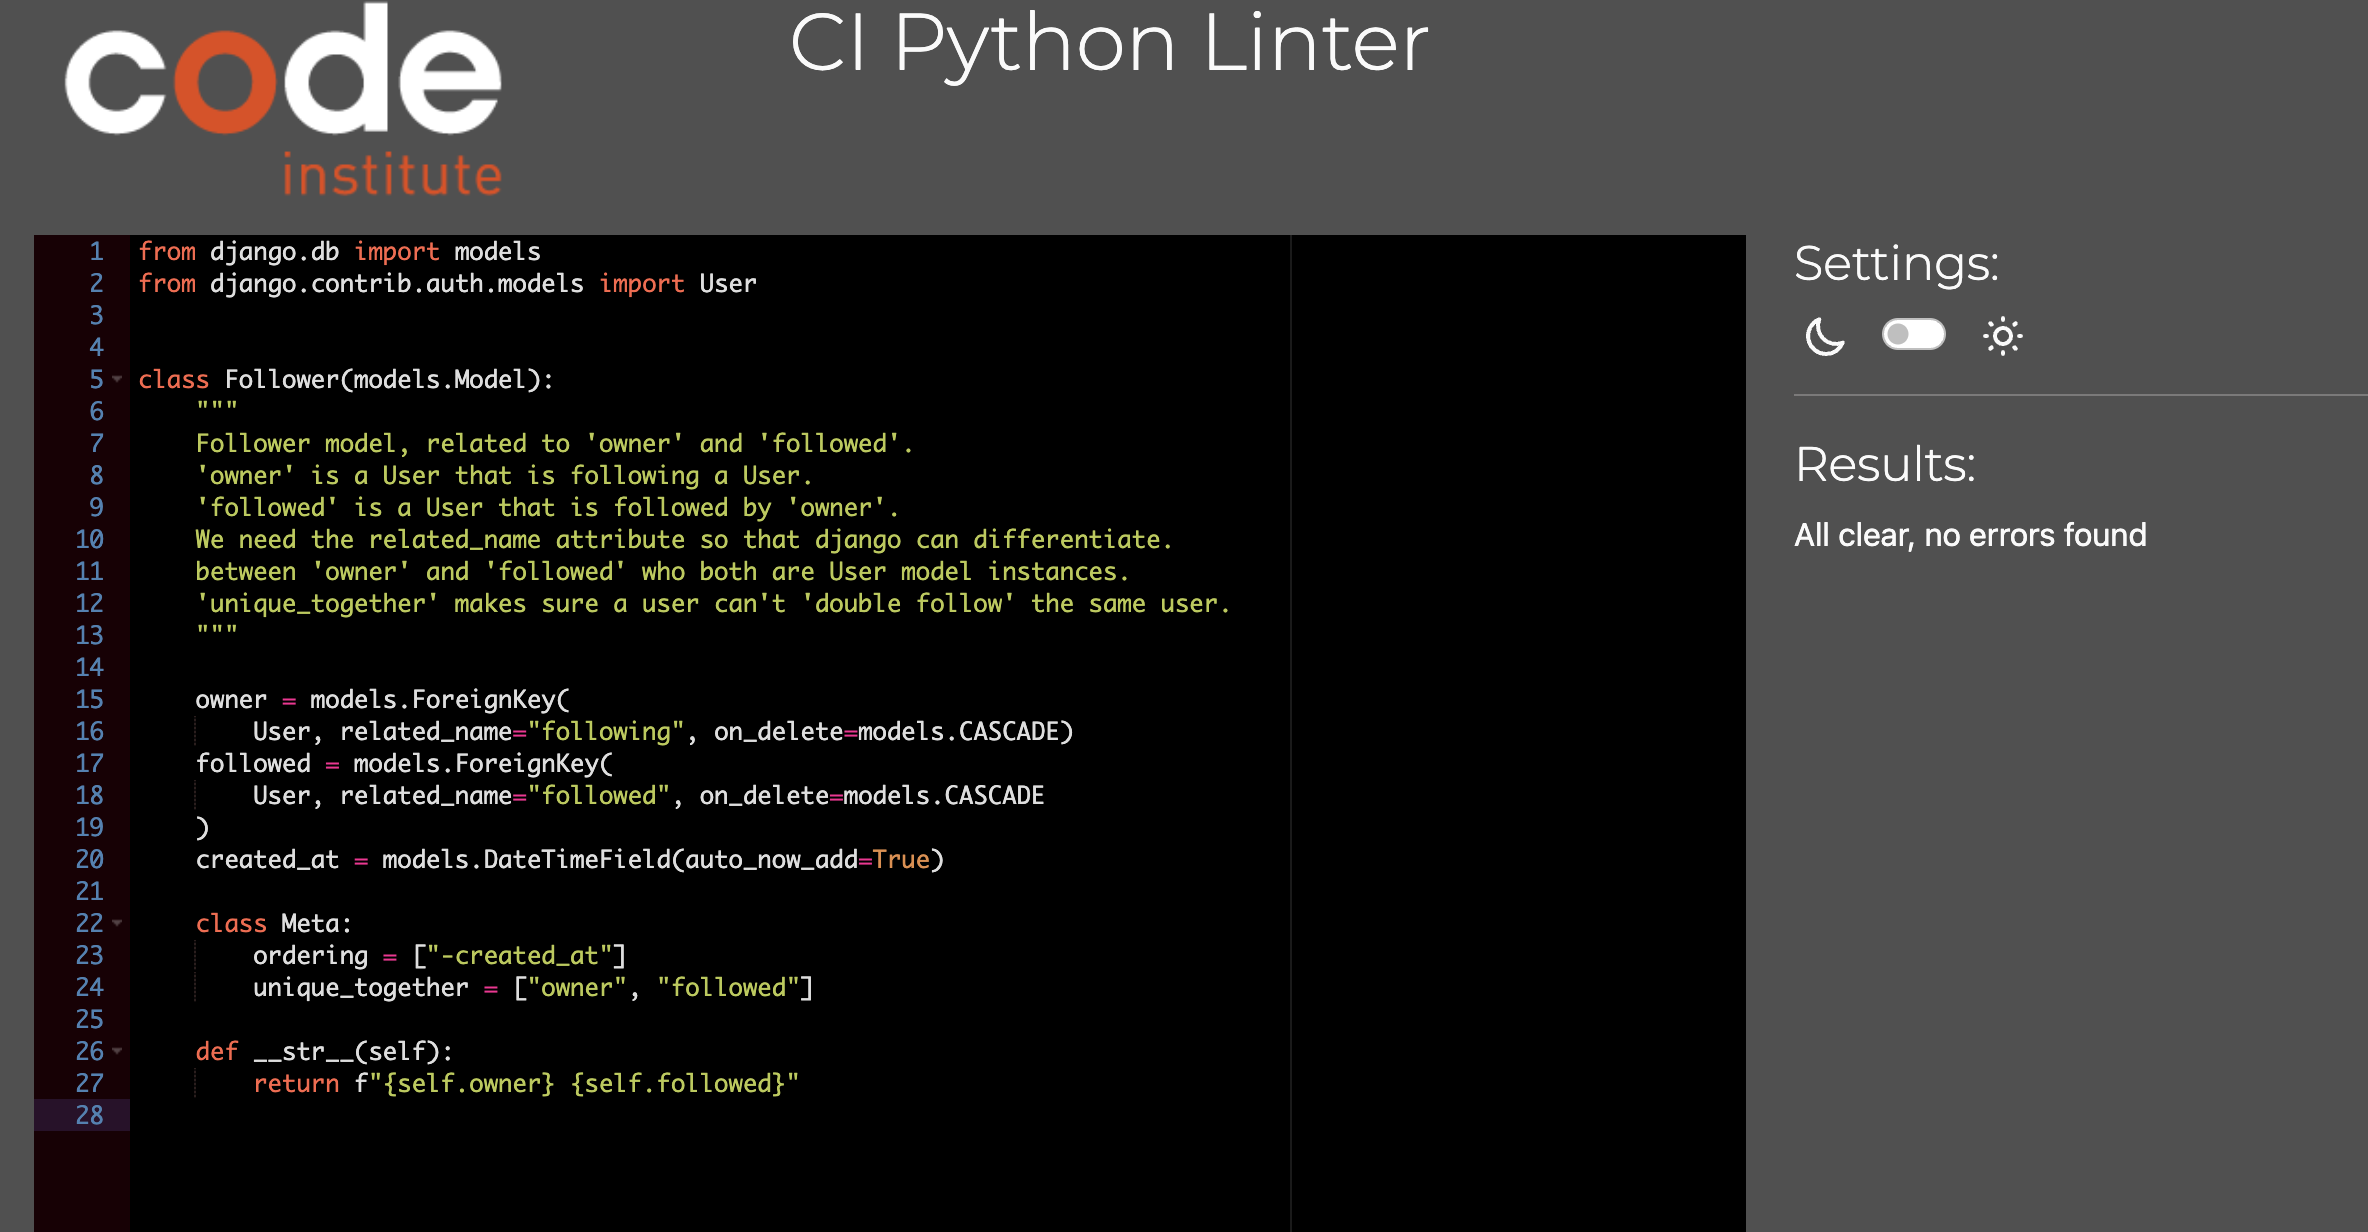 code
institute
CI Python Linter
1 from django.db import models
2 from django.contrib.auth.models import User
3
4
5 class Follower(models.Model):
6     """
7     Follower model, related to 'owner' and 'followed'.
8     'owner' is a User that is following a User.
9     'followed' is a User that is followed by 'owner'.
10     We need the related_name attribute so that django can differentiate.
11     between 'owner' and 'followed' who both are User model instances.
12     'unique_together' makes sure a user can't 'double follow' the same user.
13     """
14
15     owner = models.ForeignKey(
16         User, related_name="following", on_delete=models.CASCADE)
17     followed = models.ForeignKey(
18         User, related_name="followed", on_delete=models.CASCADE
19     )
20     created_at = models.DateTimeField(auto_now_add=True)
21
22     class Meta:
23         ordering = ["-created_at"]
24         unique_together = ["owner", "followed"]
25
26     def __str__(self):
27         return f"{self.owner} {self.followed}"
28
Settings:
Results:
All clear, no errors found